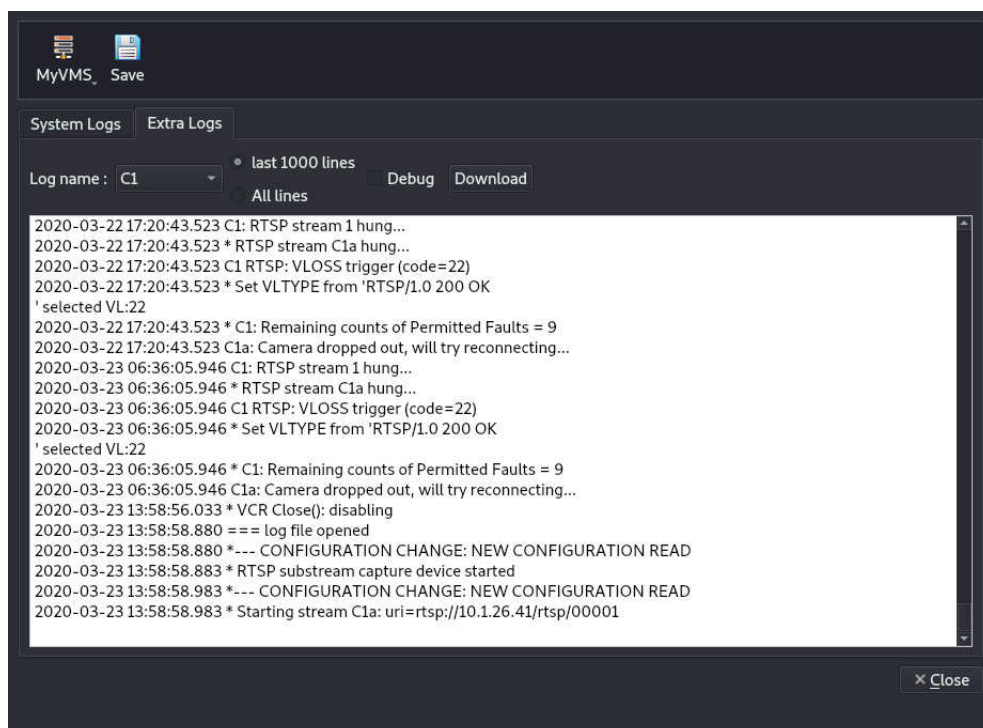 MyVMS Save
System Logs Extra Logs
last 1000 lines
Log name : C1 Debug Download
All lines
2020-03-22 17:20:43.523 C1: RTSP stream 1 hung...
2020-03-22 17:20:43.523 * RTSP stream C1a hung...
2020-03-22 17:20:43.523 C1 RTSP: VLOSS trigger (code=22)
2020-03-22 17:20:43.523 * Set VLTYPE from 'RTSP/1.0 200 OK
' selected VL:22
2020-03-22 17:20:43.523 * C1: Remaining counts of Permitted Faults = 9
2020-03-22 17:20:43.523 C1a: Camera dropped out, will try reconnecting...
2020-03-23 06:36:05.946 C1: RTSP stream 1 hung...
2020-03-23 06:36:05.946 * RTSP stream C1a hung...
2020-03-23 06:36:05.946 C1 RTSP: VLOSS trigger (code=22)
2020-03-23 06:36:05.946 * Set VLTYPE from 'RTSP/1.0 200 OK
' selected VL:22
2020-03-23 06:36:05.946 * C1: Remaining counts of Permitted Faults = 9
2020-03-23 06:36:05.946 C1a: Camera dropped out, will try reconnecting...
2020-03-23 13:58:56.033 * VCR Close(): disabling
2020-03-23 13:58:58.880 === log file opened
2020-03-23 13:58:58.880 *--- CONFIGURATION CHANGE: NEW CONFIGURATION READ
2020-03-23 13:58:58.883 * RTSP substream capture device started
2020-03-23 13:58:58.983 *--- CONFIGURATION CHANGE: NEW CONFIGURATION READ
2020-03-23 13:58:58.983 * Starting stream C1a: uri=rtsp://10.1.26.41/rtsp/00001
Close